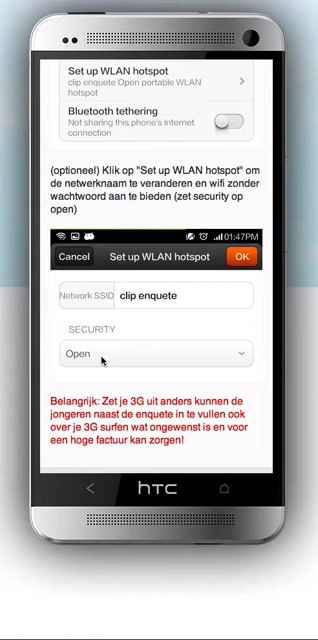 Set up WLAN hotspot
clip enquete Open portable WLAN
hotspot
Bluetooth tethering
Not sharing this phone's Internet
connection
(optioneel) Klik op "Set up WLAN hotspot" om
de netwerknaam te veranderen en wifi zonder
wachtwoord aan te bieden (zet security op
open)
01:47PM
Cancel Set up WLAN hotspot OK
Network SSID clip enquete
SECURITY
Open
Belangrijk: Zet je 3G uit anders kunnen de
jongeren naast de enquete in te vullen ook
over je 3G surfen wat ongewenst is en voor
een hoge factuur kan zorgen!
hTC